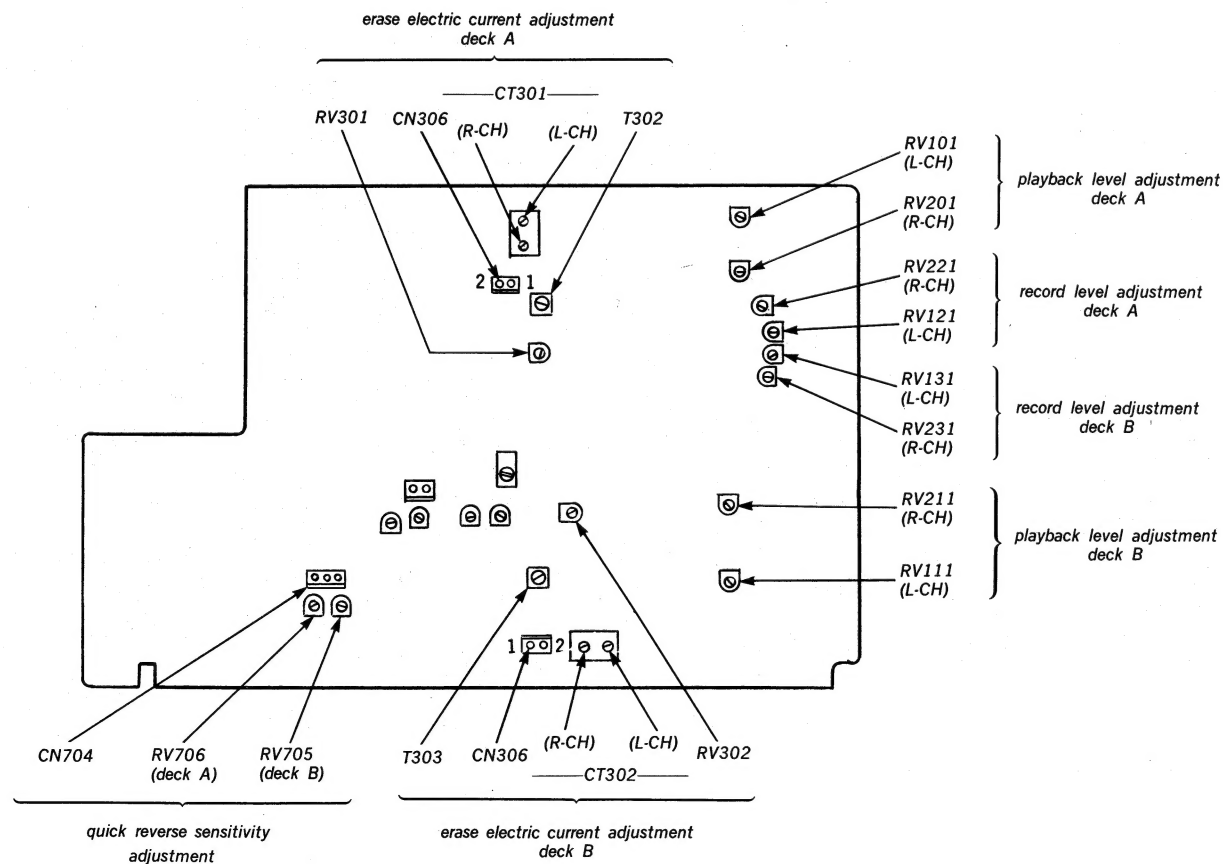 erase electric current adjustment
deck A
CT301
RV301 CN306 (R-CH) (L-CH) T302
RV101
(L-CH)
playback level adjustment
deck A
RV201
(R-CH)
RV221
(R-CH)
record level adjustment
deck A
RV121
(L-CH)
2 1
RV131
(L-CH)
record level adjustment
deck B
RV231
(R-CH)
RV211
(R-CH)
playback level adjustment
deck B
RV111
(L-CH)
1 2
CN704 RV706 RV705 T303 CN306 (R-CH) (L-CH) RV302
(deck A) (deck B)
CT302
quick reverse sensitivity
adjustment
erase electric current adjustment
deck B